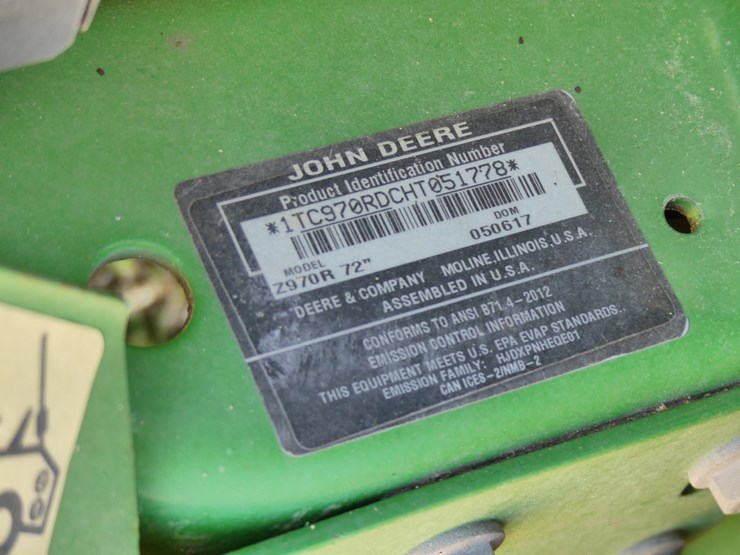 JOHN DEERE
Product Identification Number
*1TC970RDCHT051778*
MODEL DOM
Z970R 72" 050617
DEERE & COMPANY MOLINE, ILLINOIS U.S.A.
ASSEMBLED IN U.S.A.
CONFORMS TO ANSI B71.4-2012
EMISSION CONTROL INFORMATION
THIS EQUIPMENT MEETS U.S. EPA EVAP STANDARDS.
EMISSION FAMILY: HJDXPNHEQE01
CAN ICES-2/NMB-2